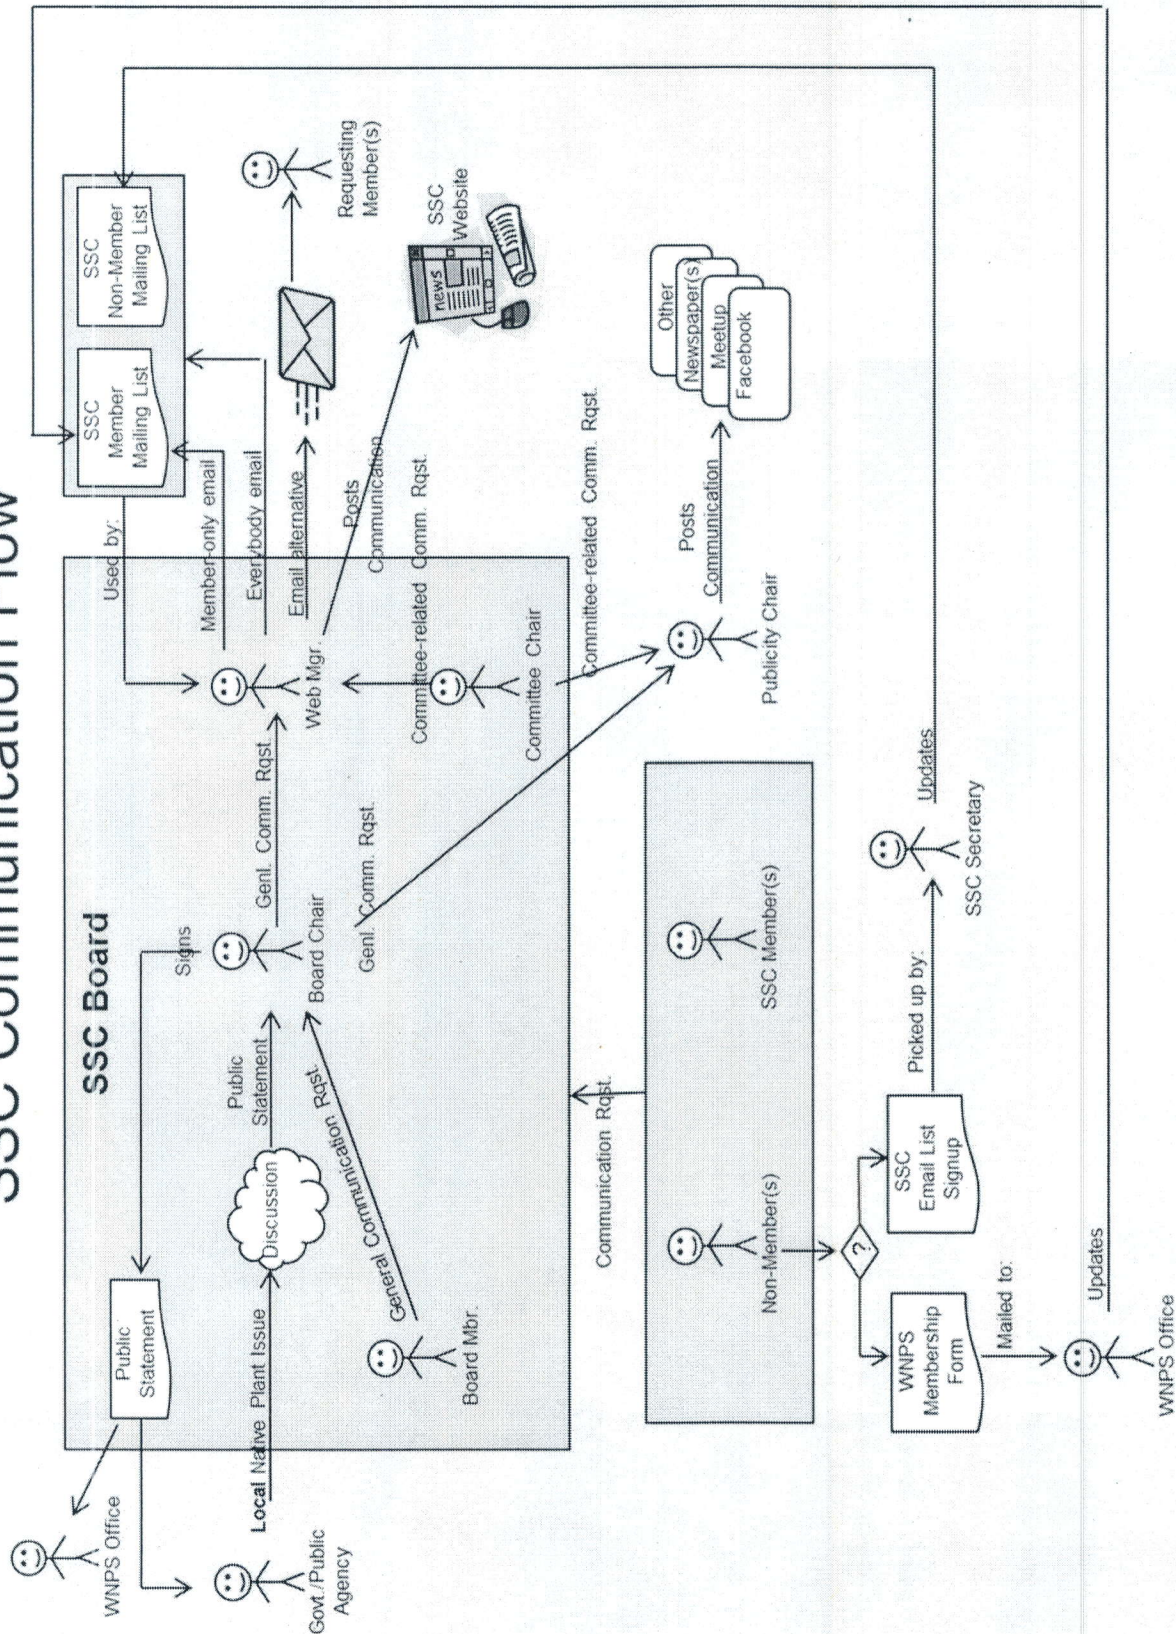 SSC Communication Flow
WNPS Office
Public
Statement
Signs
SSC Board
Used by:
SSC
Member
Mailing List
SSC
Non-Member
Mailing List
Govt./Public
Agency
Local Native Plant Issue
Discussion
Public
Statement
Board Chair
Genl. Comm. Rqst.
Web Mgr.
Member-only email
Everybody email
Email alternative
Requesting
Member(s)
General Communication Rqst.
Board Mbr.
Genl. Comm. Rqst.
Posts
Communication
news
SSC
Website
Committee-related Comm. Rqst.
Committee Chair
Committee-related Comm. Rqst.
Communication Rqst.
Publicity Chair
Posts
Communication
Other
Newspaper(s)
Meetup
Facebook
Non-Member(s)
SSC Member(s)
?
WNPS
Membership
Form
SSC
Email List
Signup
Picked up by:
SSC Secretary
Updates
Mailed to:
WNPS Office
Updates